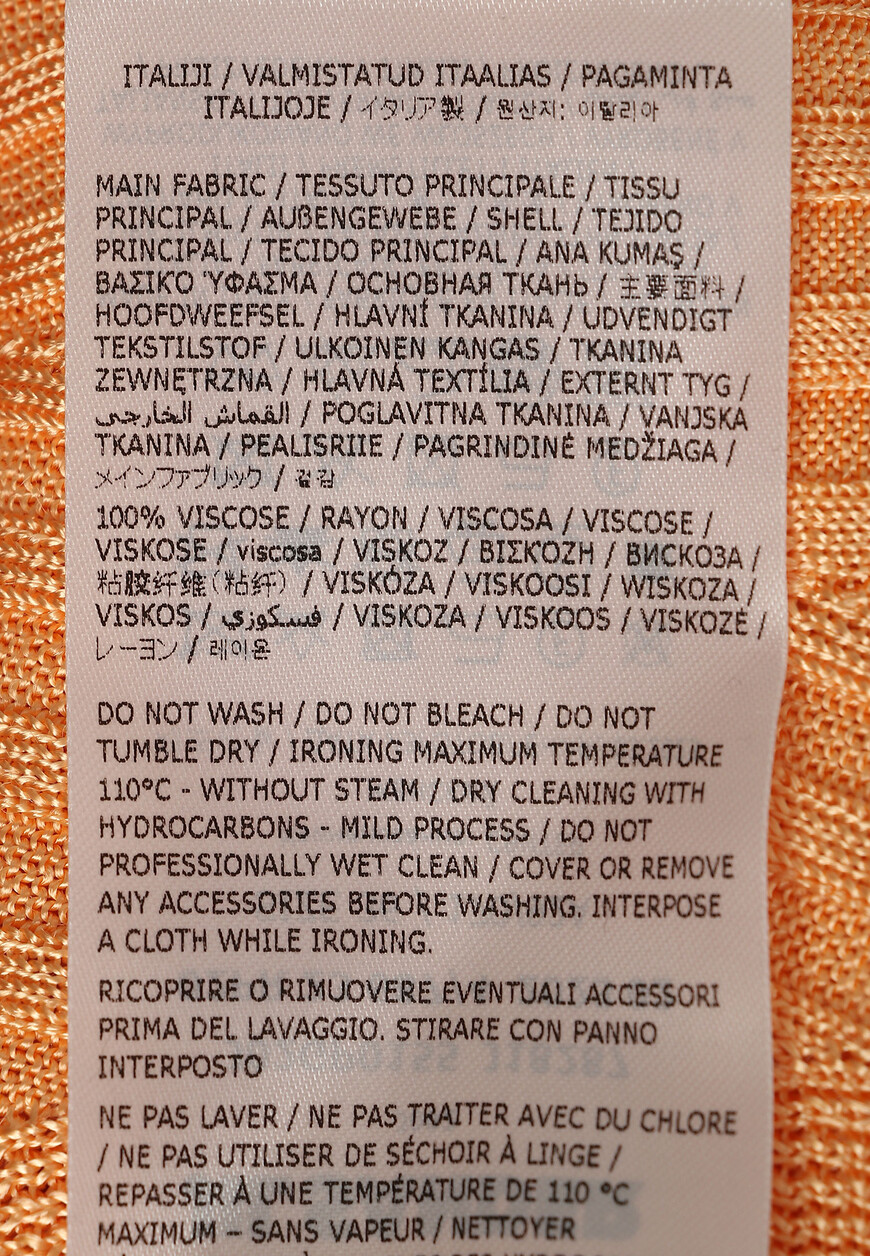 ITALIJI / VALMISTATUD ITAALIAS / PAGAMINTA
ITALIJOJE / イタリア製 / 원산지: 이탈리아
MAIN FABRIC / TESSUTO PRINCIPALE / TISSU
PRINCIPAL / AUßENGEWEBE / SHELL / TEJIDO
PRINCIPAL / TECIDO PRINCIPAL / ANA KUMAŞ /
ΒΑΣΙΚΌ ΎΦΑΣΜΑ / ОСНОВНАЯ ТКАНЬ / 主要面料 /
HOOFDWEEFSEL / HLAVNÍ TKANINA / UDVENDIGT
TEKSTILSTOF / ULKOINEN KANGAS / TKANINA
ZEWNĘTRZNA / HLAVNÁ TEXTÍLIA / EXTERNT TYG /
القماش الخارجي / POGLAVITNA TKANINA / VANJSKA
TKANINA / PEALISRIIE / PAGRINDINĖ MEDŽIAGA /
メインファブリック / 겉감
100% VISCOSE / RAYON / VISCOSA / VISCOSE /
VISKOSE / viscosa / VISKOZ / ΒΙΣΚΌΖΗ / ВИСКОЗА /
粘胶纤维(粘纤) / VISKÓZA / VISKOOSI / WISKOZA /
VISKOS / فسكوزي / VISKOZA / VISKOOS / VISKOZĖ /
レーヨン / 레이온
DO NOT WASH / DO NOT BLEACH / DO NOT
TUMBLE DRY / IRONING MAXIMUM TEMPERATURE
110°C - WITHOUT STEAM / DRY CLEANING WITH
HYDROCARBONS - MILD PROCESS / DO NOT
PROFESSIONALLY WET CLEAN / COVER OR REMOVE
ANY ACCESSORIES BEFORE WASHING. INTERPOSE
A CLOTH WHILE IRONING.
RICOPRIRE O RIMUOVERE EVENTUALI ACCESSORI
PRIMA DEL LAVAGGIO. STIRARE CON PANNO
INTERPOSTO
NE PAS LAVER / NE PAS TRAITER AVEC DU CHLORE
/ NE PAS UTILISER DE SÉCHOIR À LINGE /
REPASSER À UNE TEMPÉRATURE DE 110 °C
MAXIMUM – SANS VAPEUR / NETTOYER